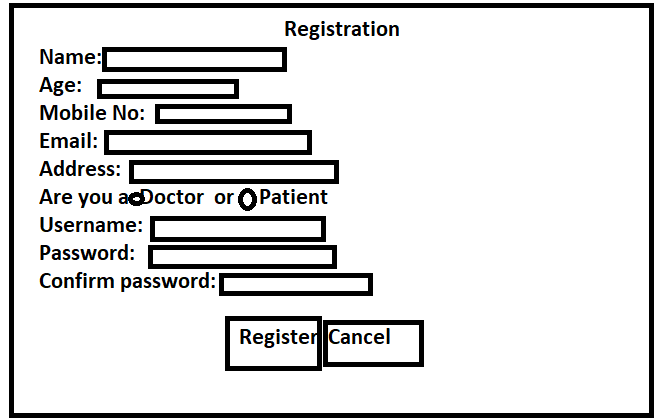 Registration
Name:
Age:
Mobile No:
Email:
Address:
Are you a Doctor or Patient
Username:
Password:
Confirm password:
Register Cancel